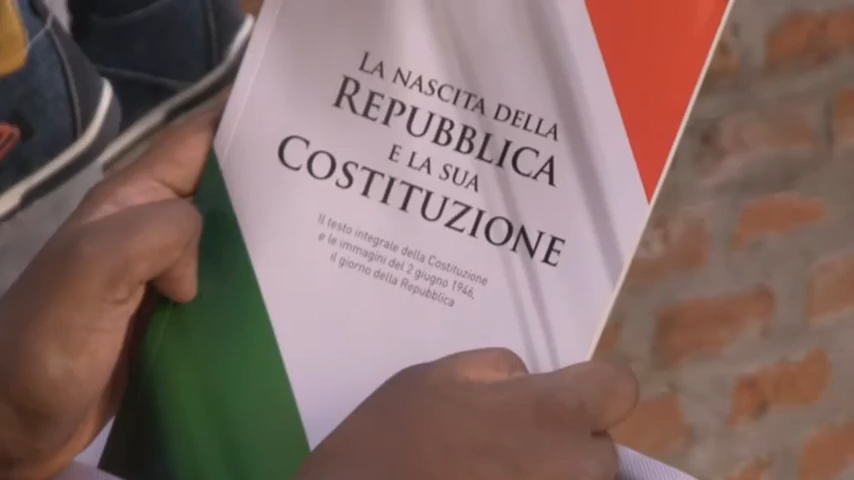 LA NASCITA DELLA
REPUBBLICA
E LA SUA
COSTITUZIONE
Il testo integrale della Costituzione
e le immagini del 2 giugno 1946,
il giorno della Repubblica